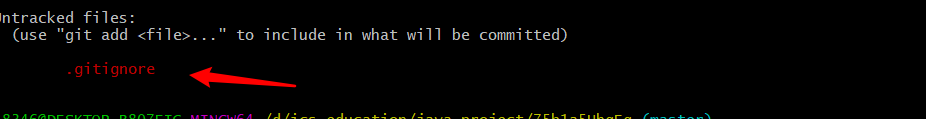 Untracked files:
(use "git add <file>..." to include in what will be committed)
.gitignore